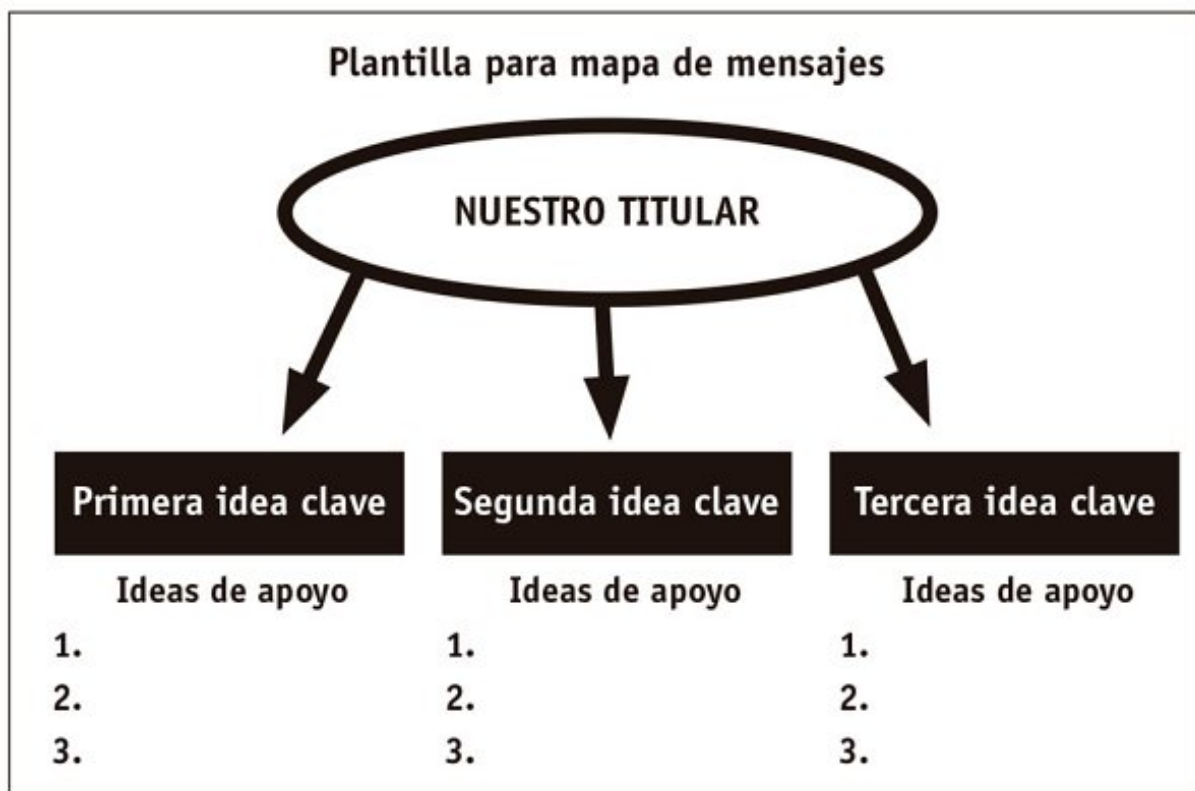 Plantilla para mapa de mensajes
NUESTRO TITULAR
Primera idea clave
Ideas de apoyo
1.
2.
3.
Segunda idea clave
Ideas de apoyo
1.
2.
3.
Tercera idea clave
Ideas de apoyo
1.
2.
3.